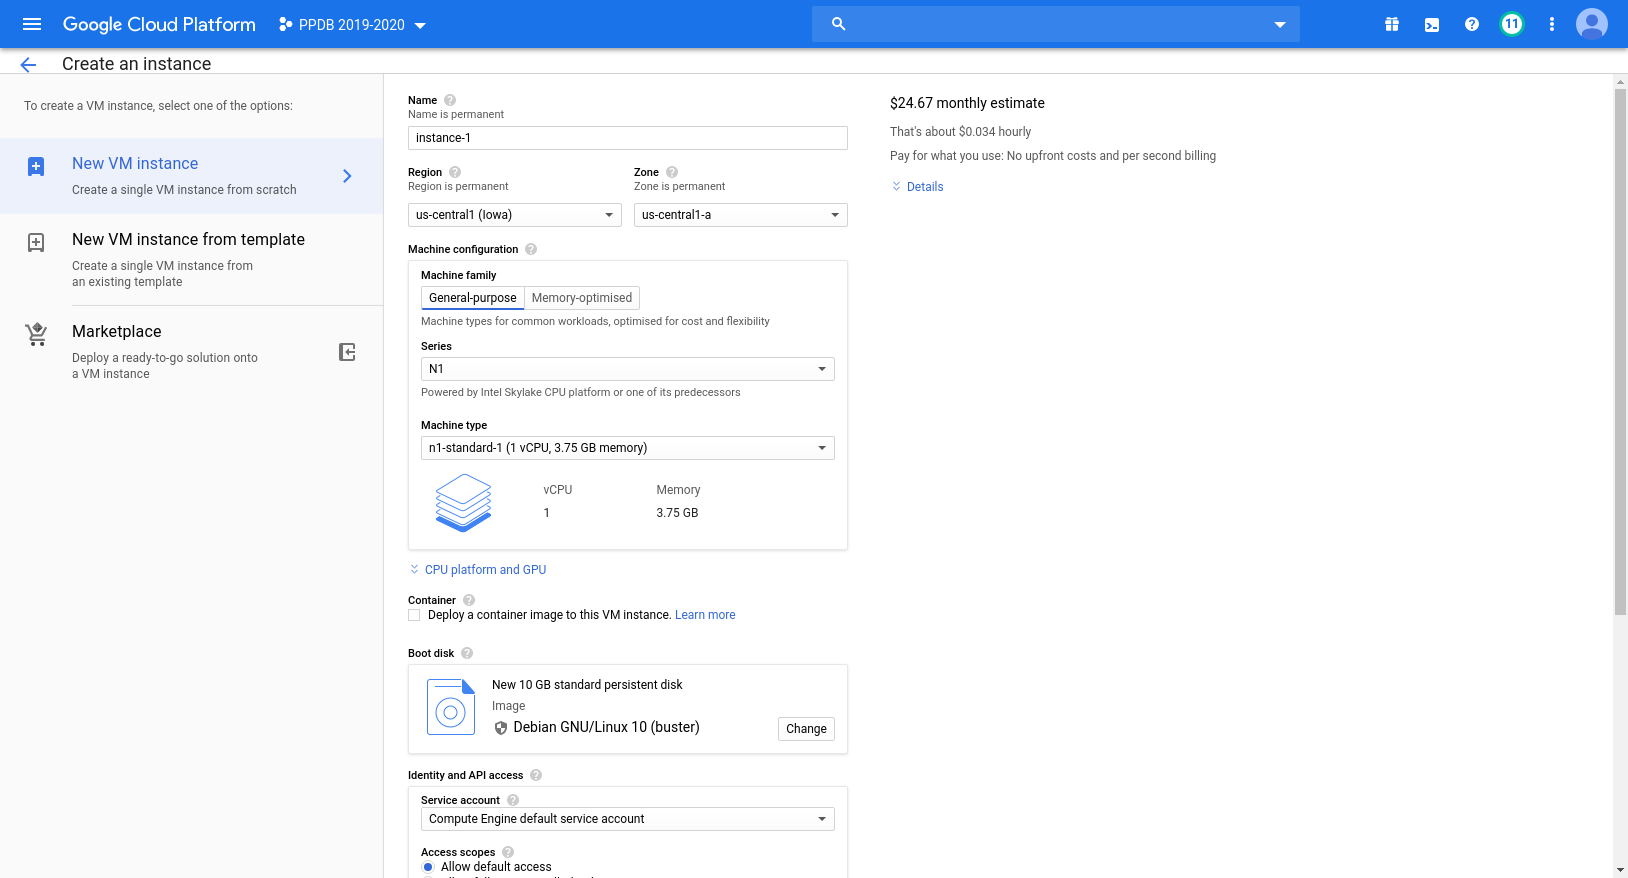 Google Cloud Platform
PPDB 2019-2020
11
Create an instance
To create a VM instance, select one of the options:
New VM instance
Create a single VM instance from scratch
New VM instance from template
Create a single VM instance from
an existing template
Marketplace
Deploy a ready-to-go solution onto
a VM instance
Name
Name is permanent
instance-1
Region
Region is permanent
us-central1 (Iowa)
Zone
Zone is permanent
us-central1-a
Machine configuration
Machine family
General-purpose
Memory-optimised
Machine types for common workloads, optimised for cost and flexibility
Series
N1
Powered by Intel Skylake CPU platform or one of its predecessors
Machine type
n1-standard-1 (1 vCPU, 3.75 GB memory)
vCPU
1
Memory
3.75 GB
CPU platform and GPU
Container
Deploy a container image to this VM instance. Learn more
Boot disk
New 10 GB standard persistent disk
Image
Debian GNU/Linux 10 (buster)
Change
Identity and API access
Service account
Compute Engine default service account
Access scopes
Allow default access
$24.67 monthly estimate
That's about $0.034 hourly
Pay for what you use: No upfront costs and per second billing
Details